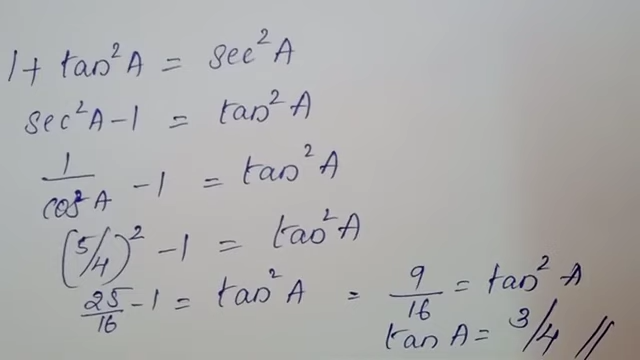 1 + tan²A = sec²A
sec²A - 1 = tan²A
1/cos²A - 1 = tan²A
(5/4)² - 1 = tan²A
25/16 - 1 = tan²A = 9/16 = tan²A
tan A = 3/4 //